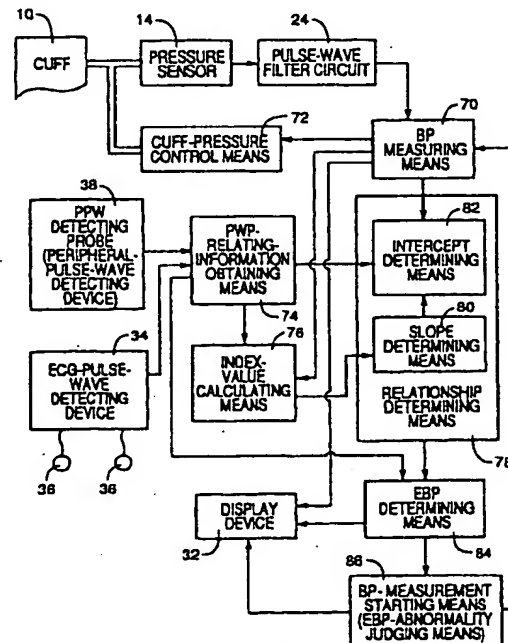 10
CUFF
14
PRESSURE
SENSOR
24
PULSE-WAVE
FILTER CIRCUIT
72
CUFF-PRESSURE
CONTROL MEANS
70
BP
MEASURING
MEANS
38
PPW
DETECTING
PROBE
(PERIPHERAL-
PULSE-WAVE
DETECTING
DEVICE)
PWP-
RELATING-
INFORMATION
OBTAINING
MEANS
74
82
INTERCEPT
DETERMINING
MEANS
80
SLOPE
DETERMINING
MEANS
RELATIONSHIP
DETERMINING
MEANS
78
34
ECG-PULSE-
WAVE
DETECTING
DEVICE
36
36
76
INDEX-
VALUE
CALCULATING
MEANS
DISPLAY
DEVICE
32
EBP
DETERMINING
MEANS
84
86
BP-MEASUREMENT
STARTING MEANS
(EBP-ABNORMALITY
JUDGING MEANS)